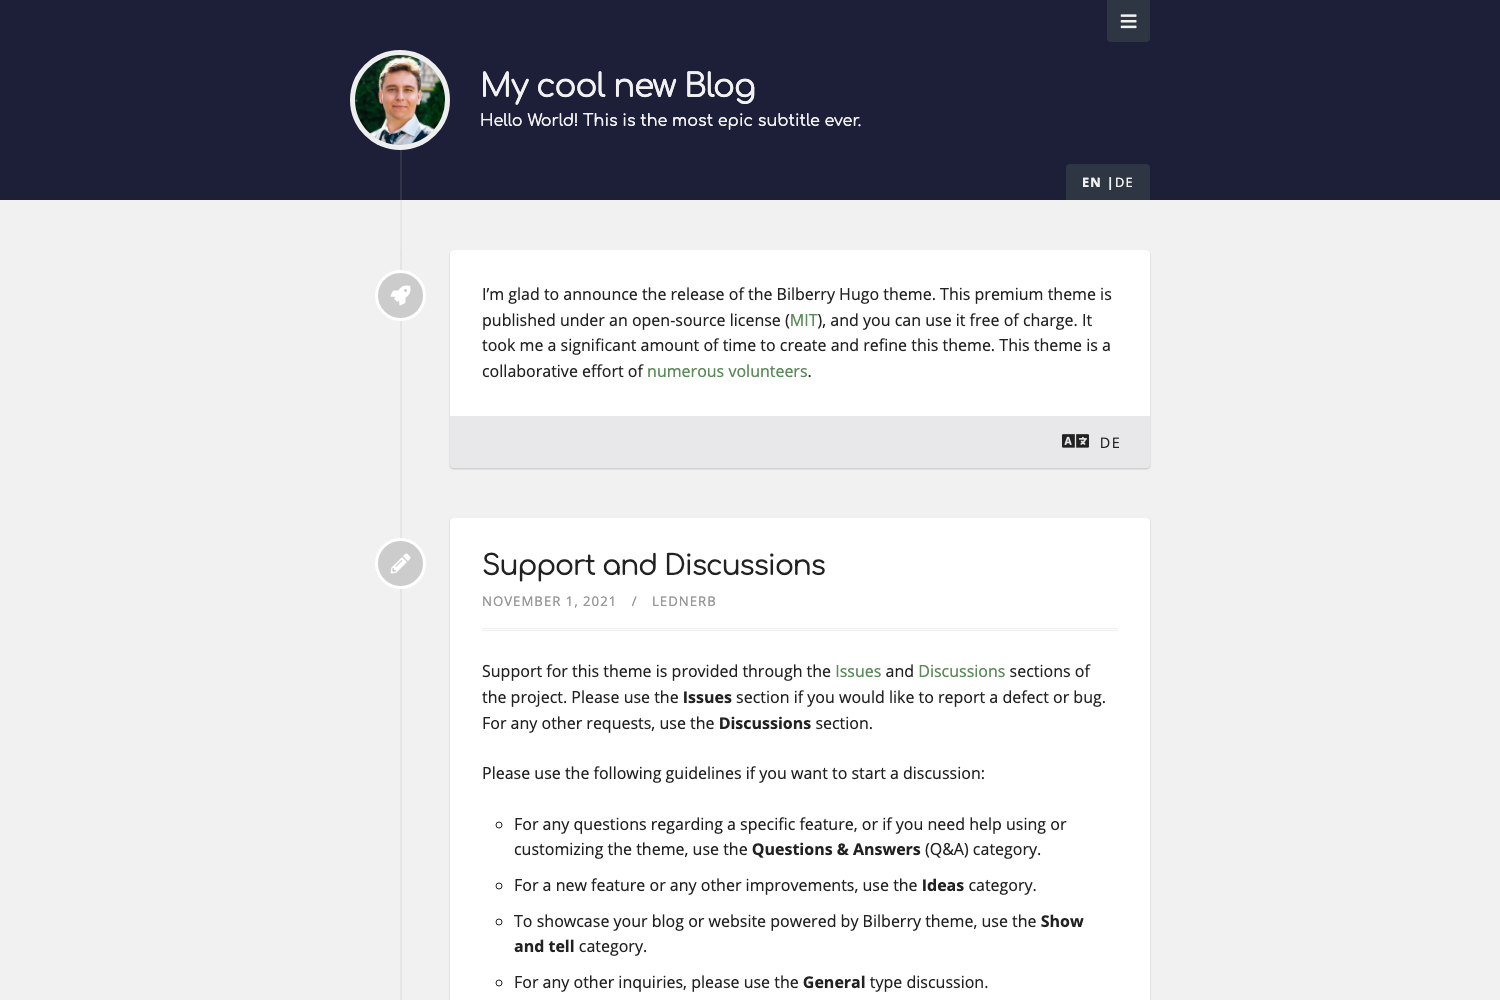 My cool new Blog
Hello World! This is the most epic subtitle ever.
EN | DE
I’m glad to announce the release of the Bilberry Hugo theme. This premium theme is
published under an open-source license (MIT), and you can use it free of charge. It
took me a significant amount of time to create and refine this theme. This theme is a
collaborative effort of numerous volunteers.
DE
Support and Discussions
NOVEMBER 1, 2021 / LEDNERB
Support for this theme is provided through the Issues and Discussions sections of
the project. Please use the Issues section if you would like to report a defect or bug.
For any other requests, use the Discussions section.
Please use the following guidelines if you want to start a discussion:
For any questions regarding a specific feature, or if you need help using or
customizing the theme, use the Questions & Answers (Q&A) category.
For a new feature or any other improvements, use the Ideas category.
To showcase your blog or website powered by Bilberry theme, use the Show
and tell category.
For any other inquiries, please use the General type discussion.